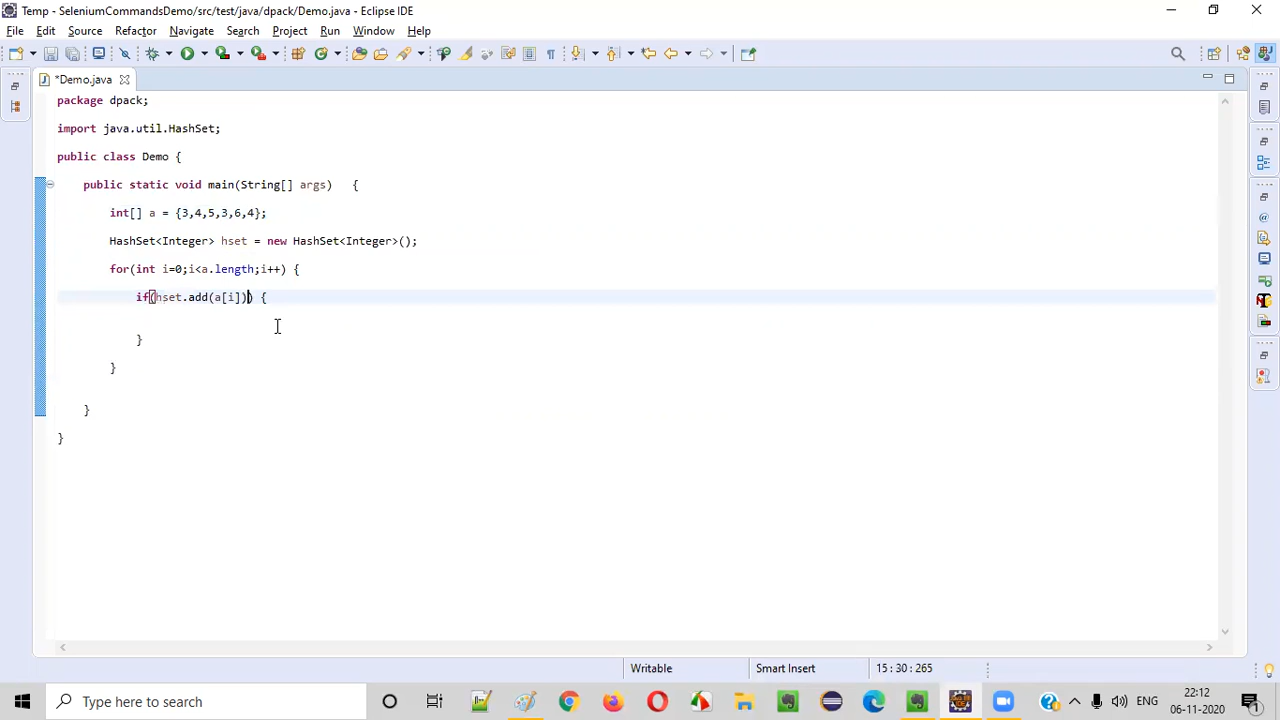 Temp - SeleniumCommandsDemo/src/test/java/dpack/Demo.java - Eclipse IDE
File Edit Source Refactor Navigate Search Project Run Window Help
*Demo.java
package dpack;
import java.util.HashSet;
public class Demo {
public static void main(String[] args) {
int[] a = {3,4,5,3,6,4};
HashSet<Integer> hset = new HashSet<Integer>();
for(int i=0;i<a.length;i++) {
if(hset.add(a[i])) {
}
}
}
}
Writable Smart Insert 15 : 30 : 265
Type here to search
ENG
22:12
06-11-2020